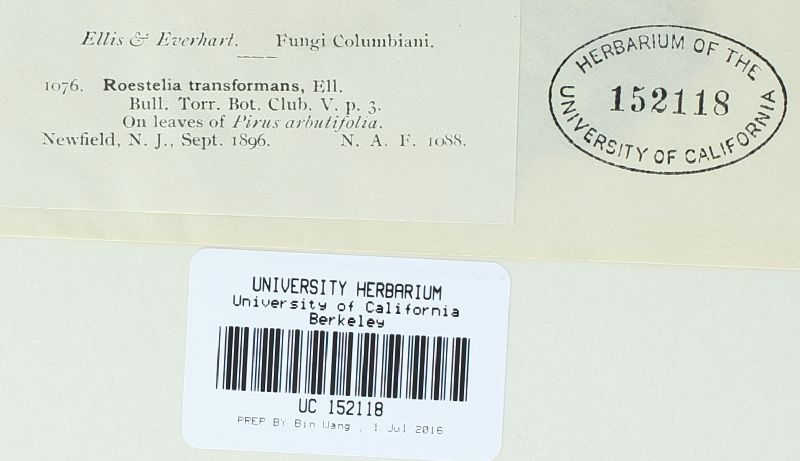 Ellis & Everhart. Fungi Columbiani.
1076. Roestelia transformans, Ell.
Bull. Torr. Bot. Club. V. p. 3.
On leaves of Pirus arbutifolia.
Newfield, N. J., Sept. 1896. N. A. F. 1088.
HERBARIUM OF THE
152118
UNIVERSITY OF CALIFORNIA
UNIVERSITY HERBARIUM
University of California
Berkeley
UC 152118
PREP BY Bin Wang . 1 Jul 2016